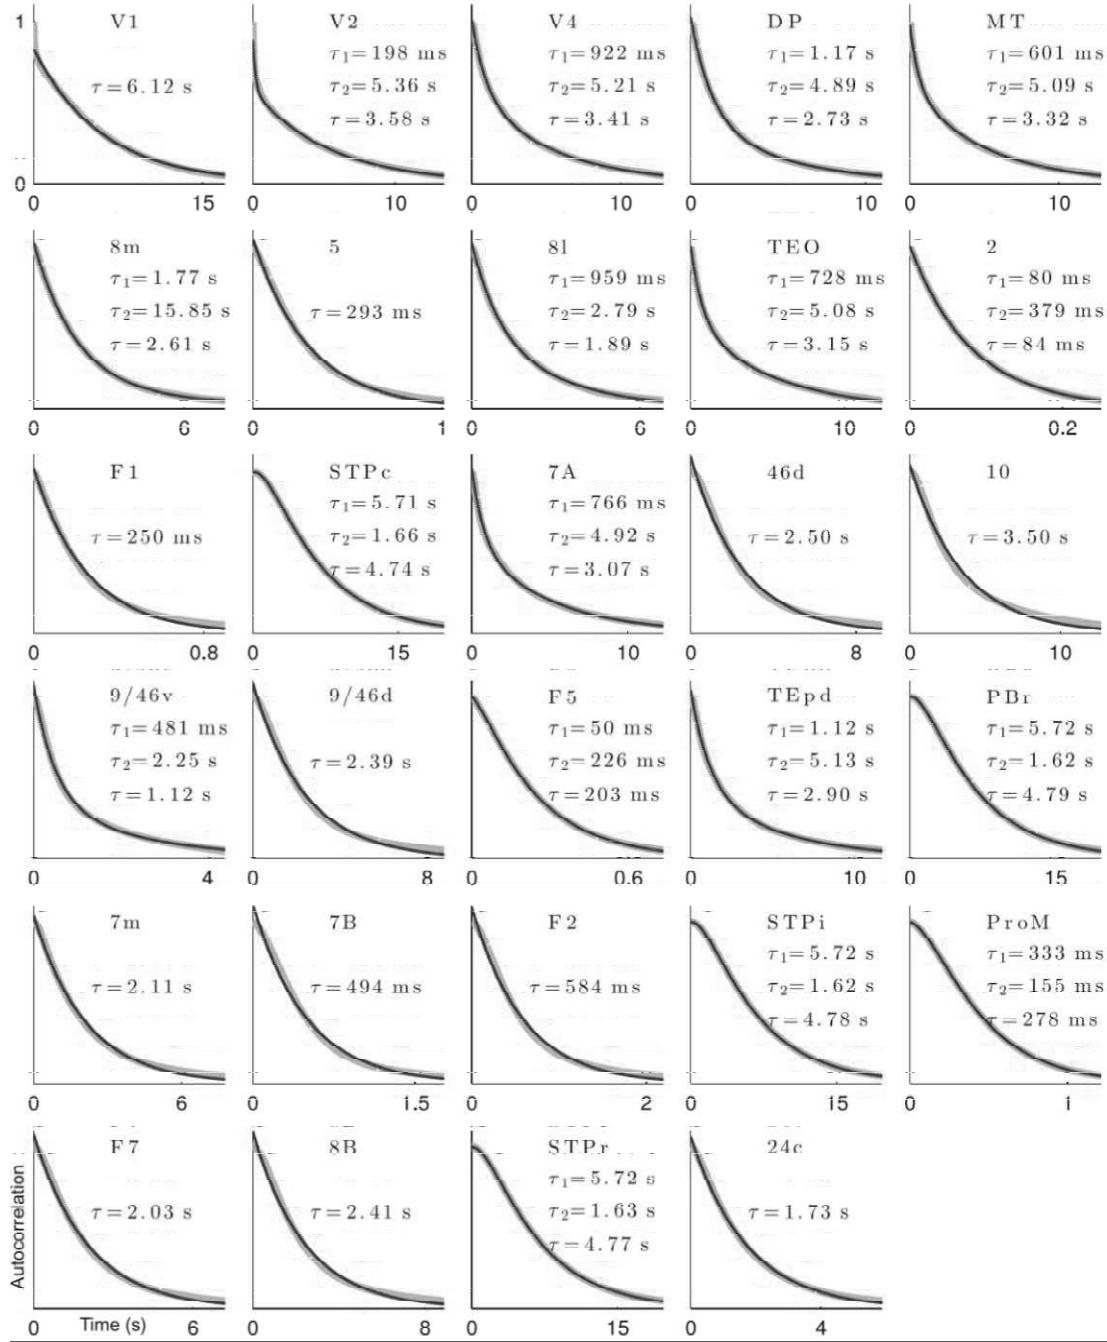 1
0
V1
τ = 6.12 s
0 15
V2
τ1= 198 ms
τ2= 5.36 s
τ = 3.58 s
0 10
V4
τ1= 922 ms
τ2= 5.21 s
τ = 3.41 s
0 10
DP
τ1= 1.17 s
τ2= 4.89 s
τ = 2.73 s
0 10
MT
τ1= 601 ms
τ2= 5.09 s
τ = 3.32 s
0 10
8m
τ1= 1.77 s
τ2= 15.85 s
τ = 2.61 s
0 6
5
τ = 293 ms
0 1
8l
τ1= 959 ms
τ2= 2.79 s
τ = 1.89 s
0 6
TEO
τ1= 728 ms
τ2= 5.08 s
τ = 3.15 s
0 10
2
τ1= 80 ms
τ2= 379 ms
τ = 84 ms
0 0.2
F1
τ = 250 ms
0 0.8
STPc
τ1= 5.71 s
τ2= 1.66 s
τ = 4.74 s
0 15
7A
τ1= 766 ms
τ2= 4.92 s
τ = 3.07 s
0 10
46d
τ = 2.50 s
0 8
10
τ = 3.50 s
0 10
9/46v
τ1= 481 ms
τ2= 2.25 s
τ = 1.12 s
0 4
9/46d
τ = 2.39 s
0 8
F5
τ1= 50 ms
τ2= 226 ms
τ = 203 ms
0 0.6
TEpd
τ1= 1.12 s
τ2= 5.13 s
τ = 2.90 s
0 10
PBr
τ1= 5.72 s
τ2= 1.62 s
τ = 4.79 s
0 15
7m
τ = 2.11 s
0 6
7B
τ = 494 ms
0 1.5
F2
τ = 584 ms
0 2
STPi
τ1= 5.72 s
τ2= 1.62 s
τ = 4.78 s
0 15
ProM
τ1= 333 ms
τ2= 155 ms
τ = 278 ms
0 1
F7
τ = 2.03 s
0 6
8B
τ = 2.41 s
0 8
STPr
τ1= 5.72 s
τ2= 1.63 s
τ = 4.77 s
0 15
24c
τ = 1.73 s
0 4
Autocorrelation
Time (s)